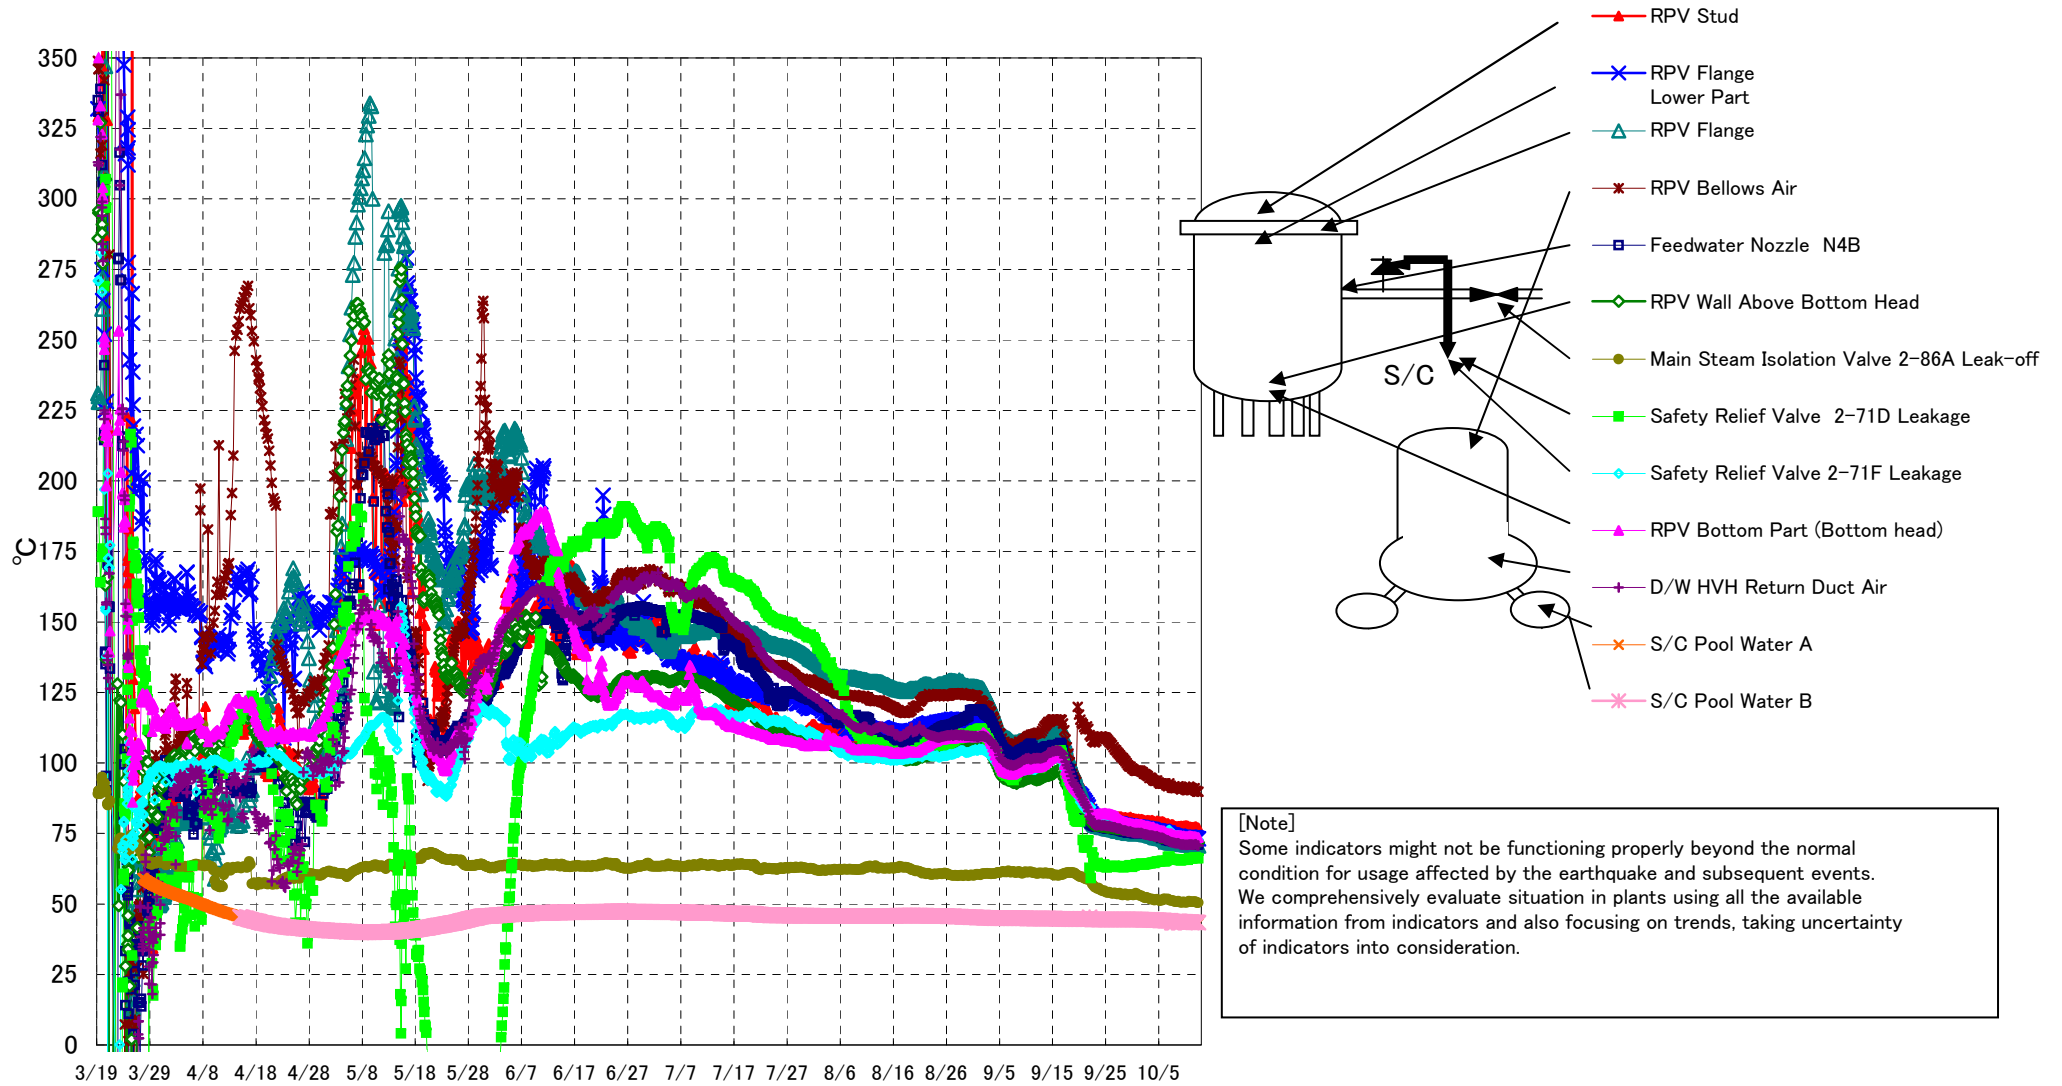 350
325
300
275
250
225
200
175
150
125
100
75
50
25
0
℃
3/19 3/29 4/8 4/18 4/28 5/8 5/18 5/28 6/7 6/17 6/27 7/7 7/17 7/27 8/6 8/16 8/26 9/5 9/15 9/25 10/5
RPV Stud
RPV Flange
Lower Part
RPV Flange
RPV Bellows Air
Feedwater Nozzle N4B
RPV Wall Above Bottom Head
Main Steam Isolation Valve 2-86A Leak-off
Safety Relief Valve 2-71D Leakage
Safety Relief Valve 2-71F Leakage
RPV Bottom Part (Bottom head)
D/W HVH Return Duct Air
S/C Pool Water A
S/C Pool Water B
S/C
[Note]
Some indicators might not be functioning properly beyond the normal
condition for usage affected by the earthquake and subsequent events.
We comprehensively evaluate situation in plants using all the available
information from indicators and also focusing on trends, taking uncertainty
of indicators into consideration.